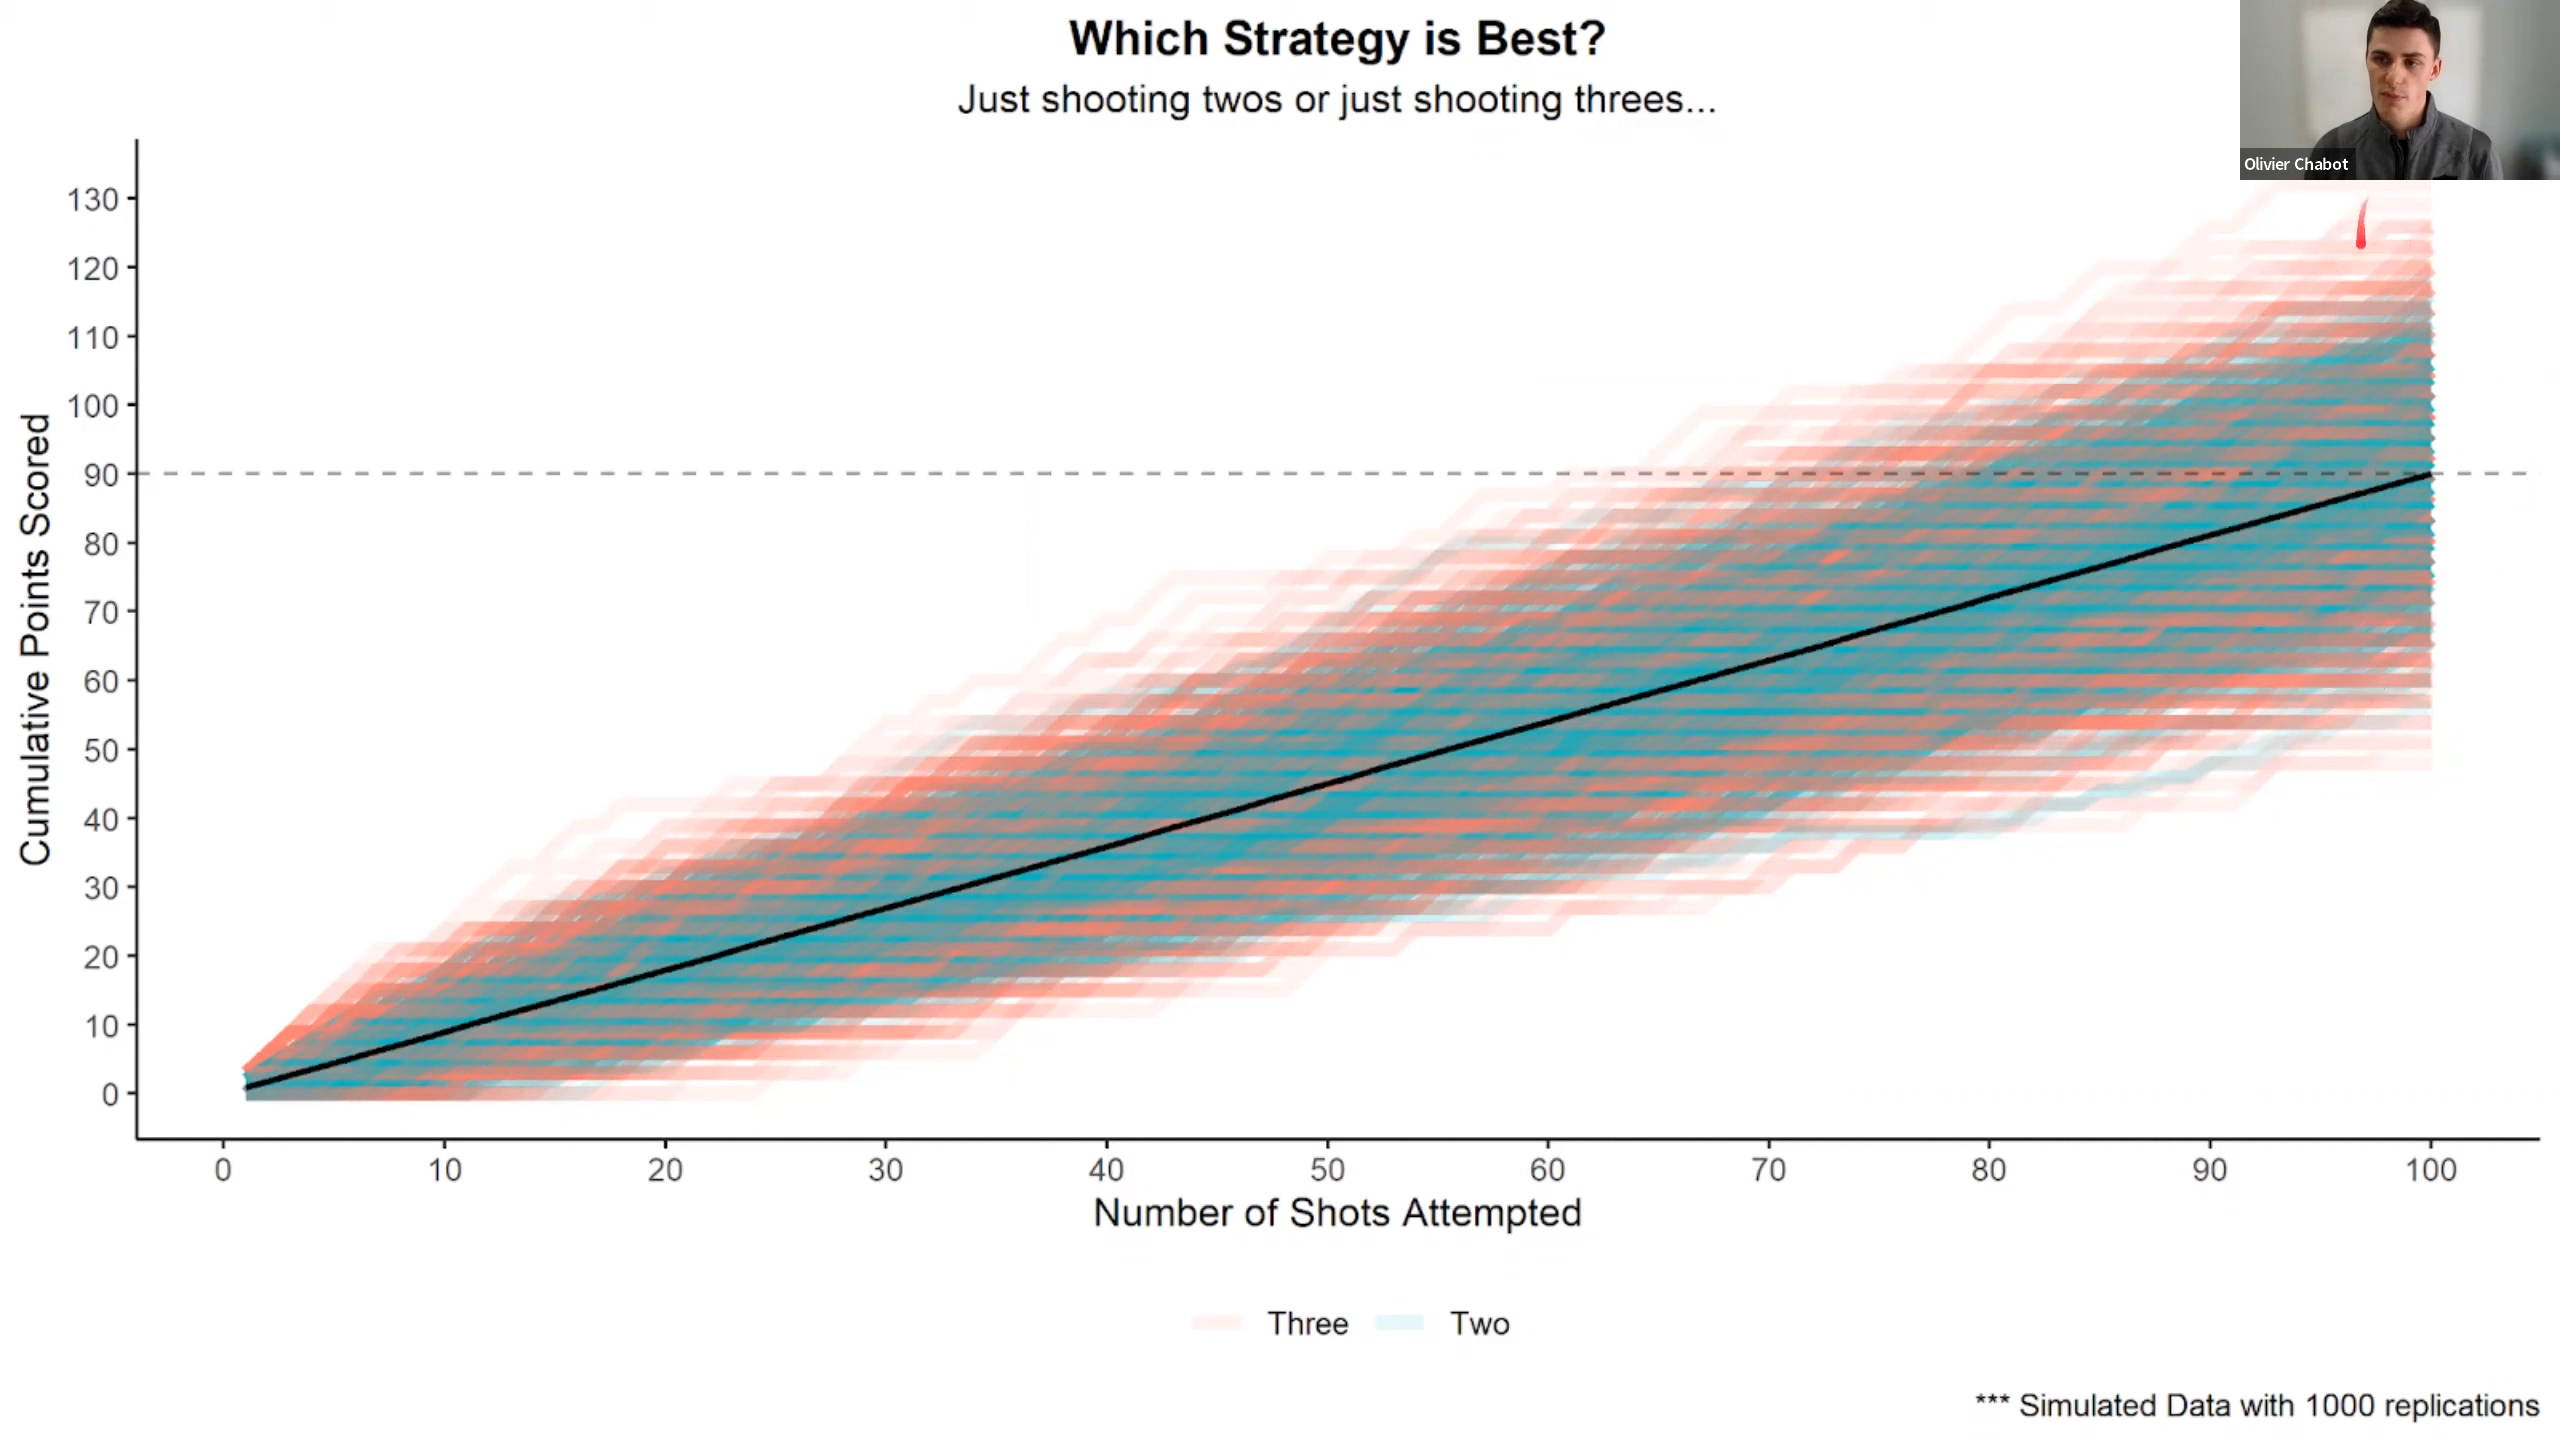 Which Strategy is Best?
Just shooting twos or just shooting threes...
Olivier Chabot
Cumulative Points Scored
130
120
110
100
90
80
70
60
50
40
30
20
10
0
0 10 20 30 40 50 60 70 80 90 100
Number of Shots Attempted
Three Two
*** Simulated Data with 1000 replications